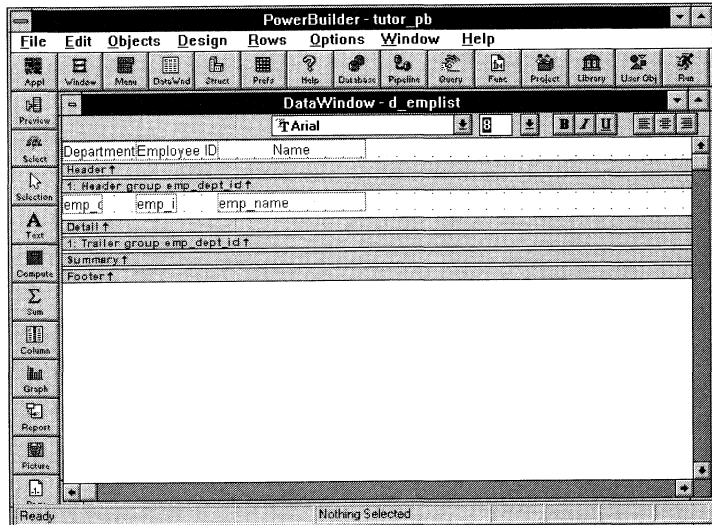 PowerBuilder - tutor_pb
File Edit Objects Design Rows Options Window Help
Appl Window Menu DataWnd Struct Prefs Help Database Pipeline Query Func Project Library User Obj Run
DataWindow - d_emplist
Preview
Arial 8 B I U
Select
Department Employee ID Name
Header ↑
1: Header group emp_dept_id ↑
Selection
emp_d emp_i emp_name
Text
Detail ↑
1: Trailer group emp_dept_id ↑
Compute
Summary ↑
Footer ↑
Sum
Column
Graph
Report
Picture
Ready Nothing Selected